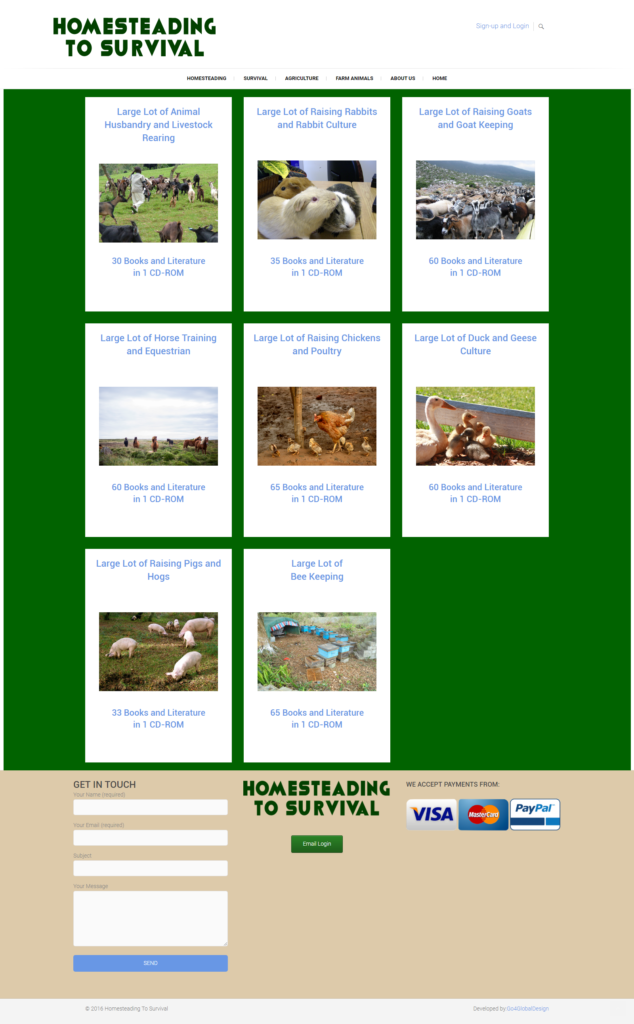 HOMESTEADING
TO SURVIVAL
Sign-up and Login
HOMESTEADING
SURVIVAL
AGRICULTURE
FARM ANIMALS
ABOUT US
HOME
Large Lot of Animal
Husbandry and Livestock
Rearing
30 Books and Literature
in 1 CD-ROM
Large Lot of Raising Rabbits
and Rabbit Culture
35 Books and Literature
in 1 CD-ROM
Large Lot of Raising Goats
and Goat Keeping
60 Books and Literature
in 1 CD-ROM
Large Lot of Horse Training
and Equestrian
60 Books and Literature
in 1 CD-ROM
Large Lot of Raising Chickens
and Poultry
65 Books and Literature
in 1 CD-ROM
Large Lot of Duck and Geese
Culture
60 Books and Literature
in 1 CD-ROM
Large Lot of Raising Pigs and
Hogs
33 Books and Literature
in 1 CD-ROM
Large Lot of
Bee Keeping
65 Books and Literature
in 1 CD-ROM
GET IN TOUCH
Your Name (required)
Your Email (required)
Subject
Your Message
SEND
HOMESTEADING
TO SURVIVAL
Email Login
WE ACCEPT PAYMENTS FROM:
VISA
MasterCard
PayPal
© 2016 Homesteading To Survival
Developed by Go4GlobalDesign